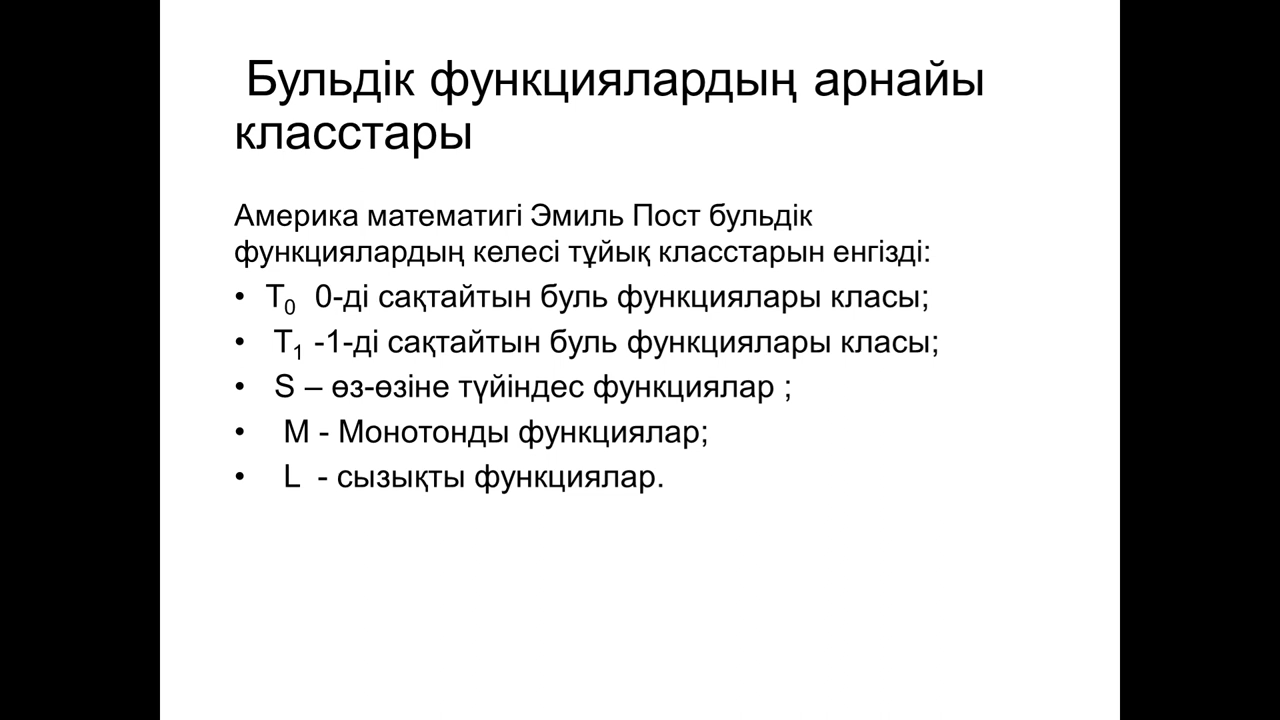 Бульдік функциялардың арнайы
класстары
Америка математигі Эмиль Пост бульдік
функциялардың келесі тұйық класстарын енгізді:
• T₀ 0-ді сақтайтын буль функциялары класы;
• T₁ -1-ді сақтайтын буль функциялары класы;
• S – өз-өзіне түйіндес функциялар ;
• M - Монотонды функциялар;
• L - сызықты функциялар.